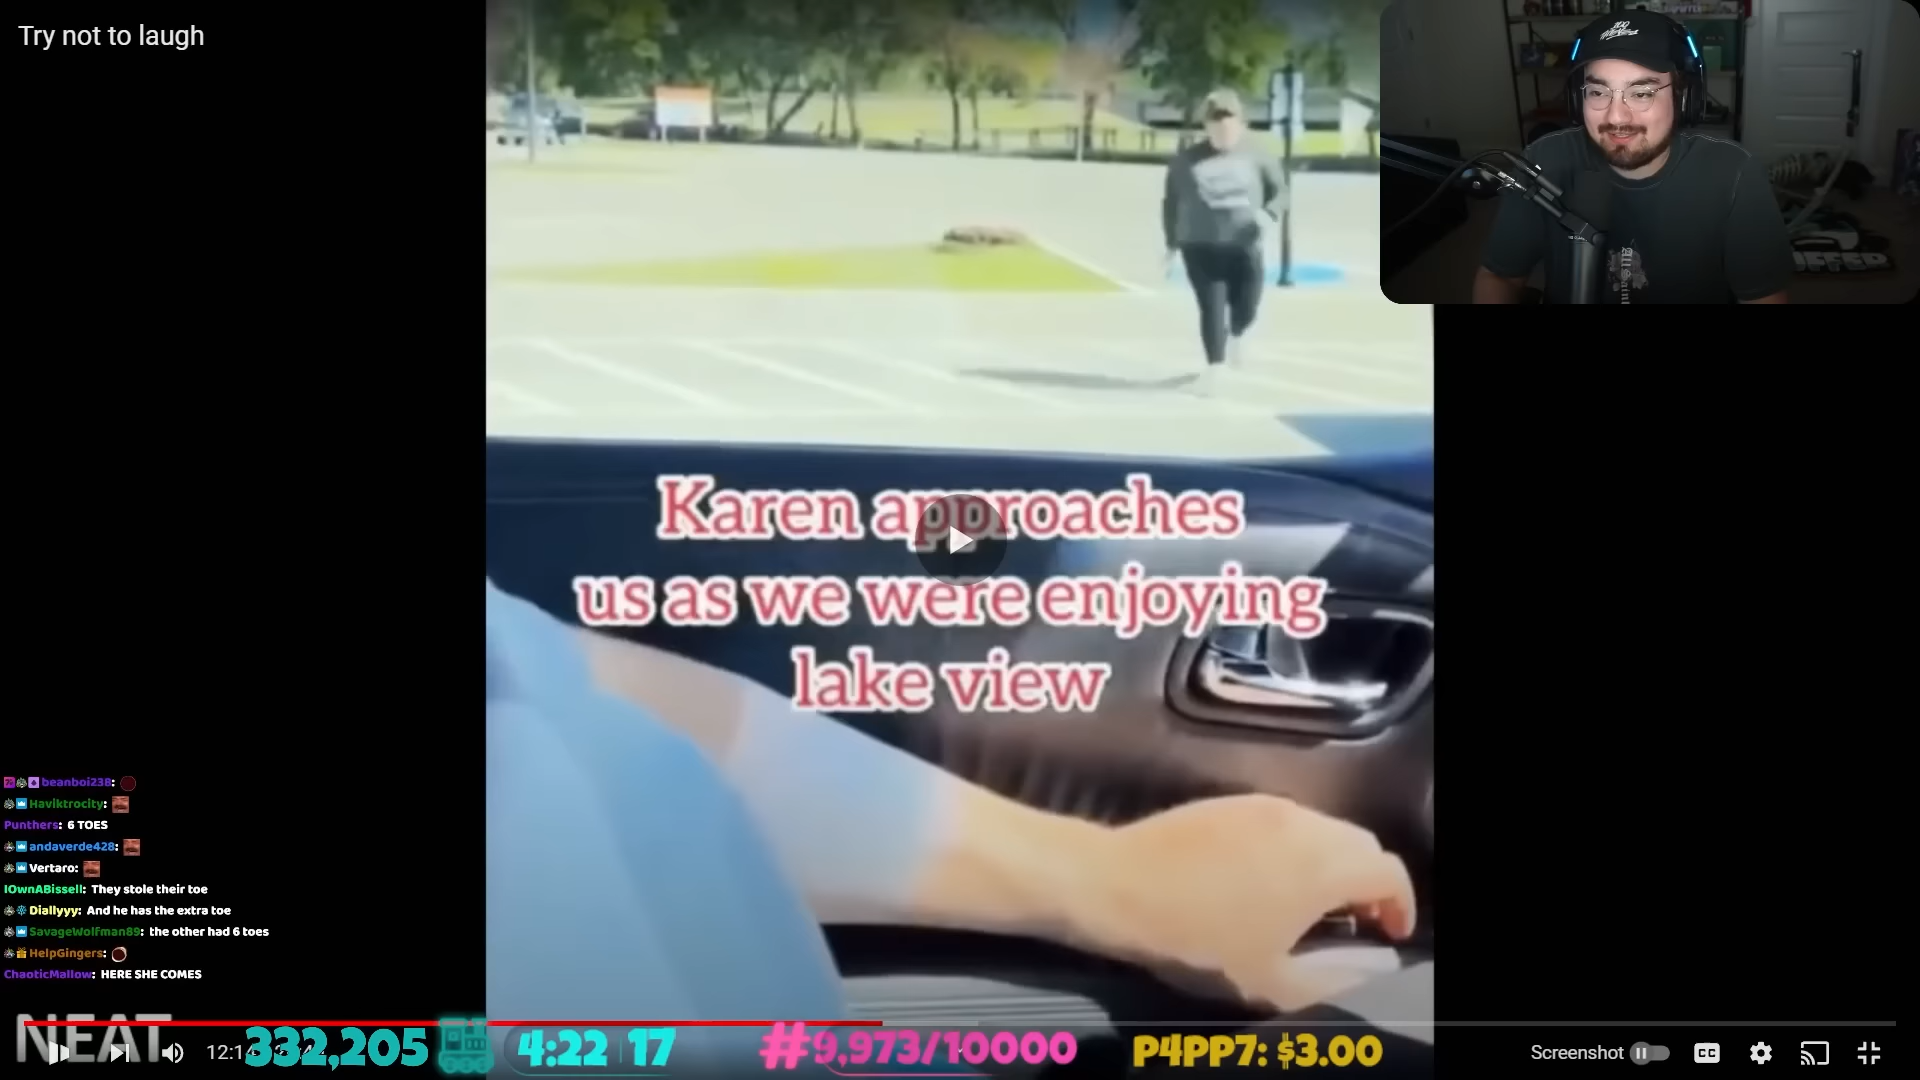 Try not to laugh
Karen approaches
us as we were enjoying
lake view
beanboi238:
Haviktrocity:
Punthers: 6 TOES
andaverde428:
Vertaro:
IOwnABissell: They stole their toe
Diallyyy: And he has the extra toe
SavageWolfman89: the other had 6 toes
HelpGingers:
ChaoticMallow: HERE SHE COMES
NEAT
332,205 4:22 17 #9,973/10000 P4PP7: $3.00
Screenshot CC